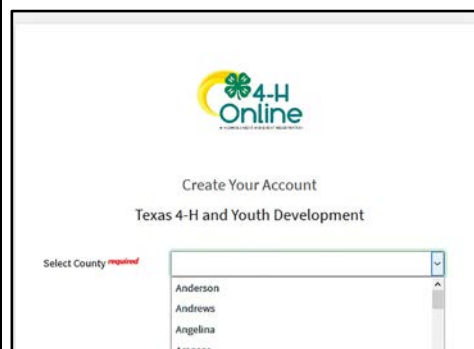 4-H
Online
Create Your Account
Texas 4-H and Youth Development
Select County required
Anderson
Andrews
Angelina